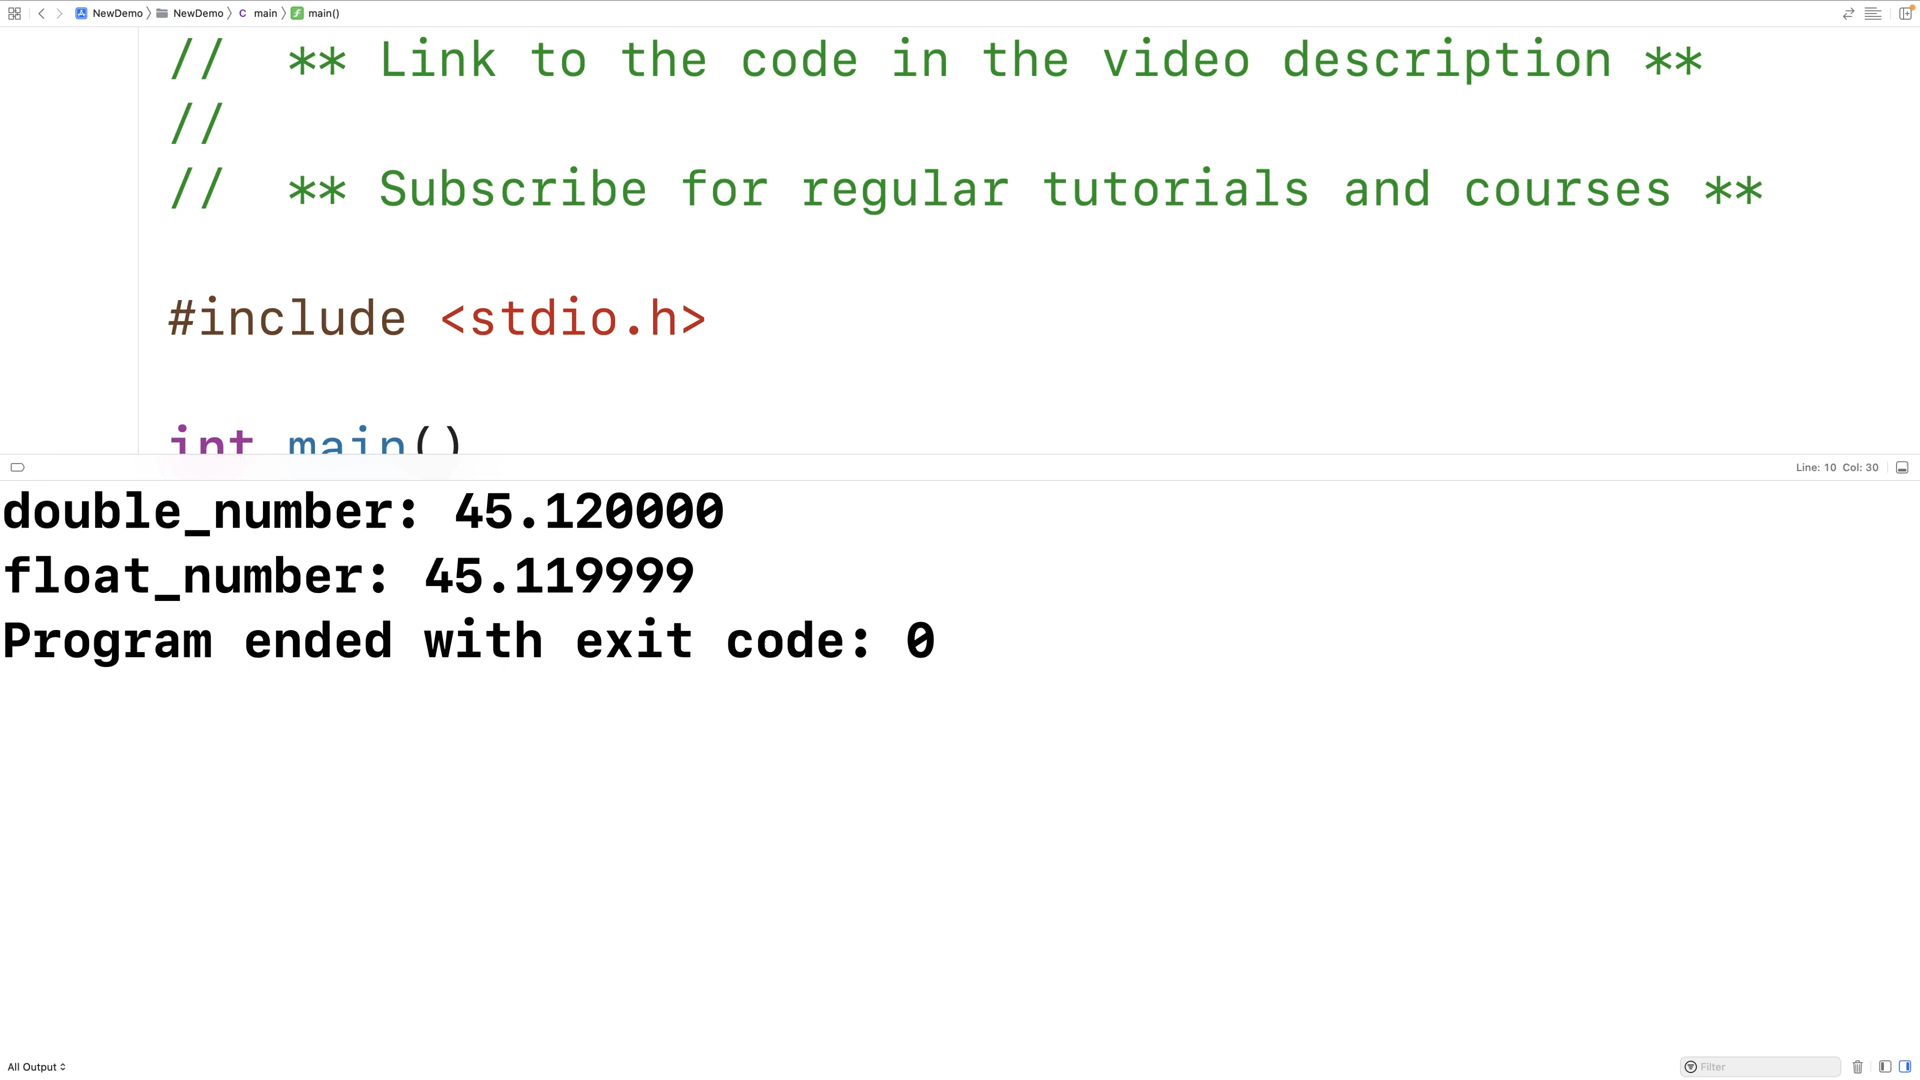 NewDemo NewDemo C main f main()
// ** Link to the code in the video description **
//
// ** Subscribe for regular tutorials and courses **
#include <stdio.h>
int main()
Line: 10 Col: 30
double_number: 45.120000
float_number: 45.119999
Program ended with exit code: 0
All Output
Filter